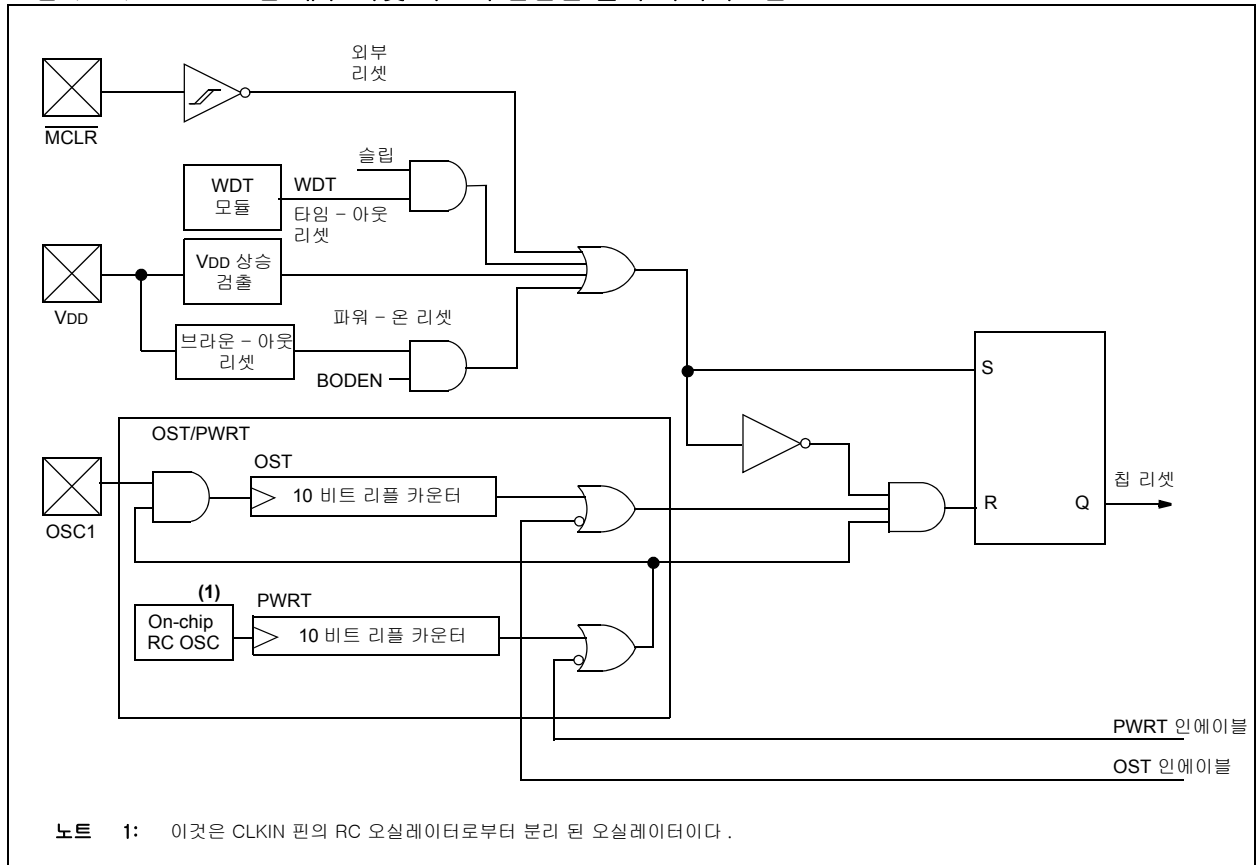 외부
리셋
MCLR
슬립
WDT
모듈
WDT
타임 - 아웃
리셋
VDD 상승
검출
VDD
파워 - 온 리셋
브라운 - 아웃
리셋
BODEN
S
OST/PWRT
OST
10 비트 리플 카운터
OSC1
칩 리셋
R
Q
(1)
On-chip
RC OSC
PWRT
10 비트 리플 카운터
PWRT 인에이블
OST 인에이블
노트 1: 이것은 CLKIN 핀의 RC 오실레이터로부터 분리 된 오실레이터이다 .